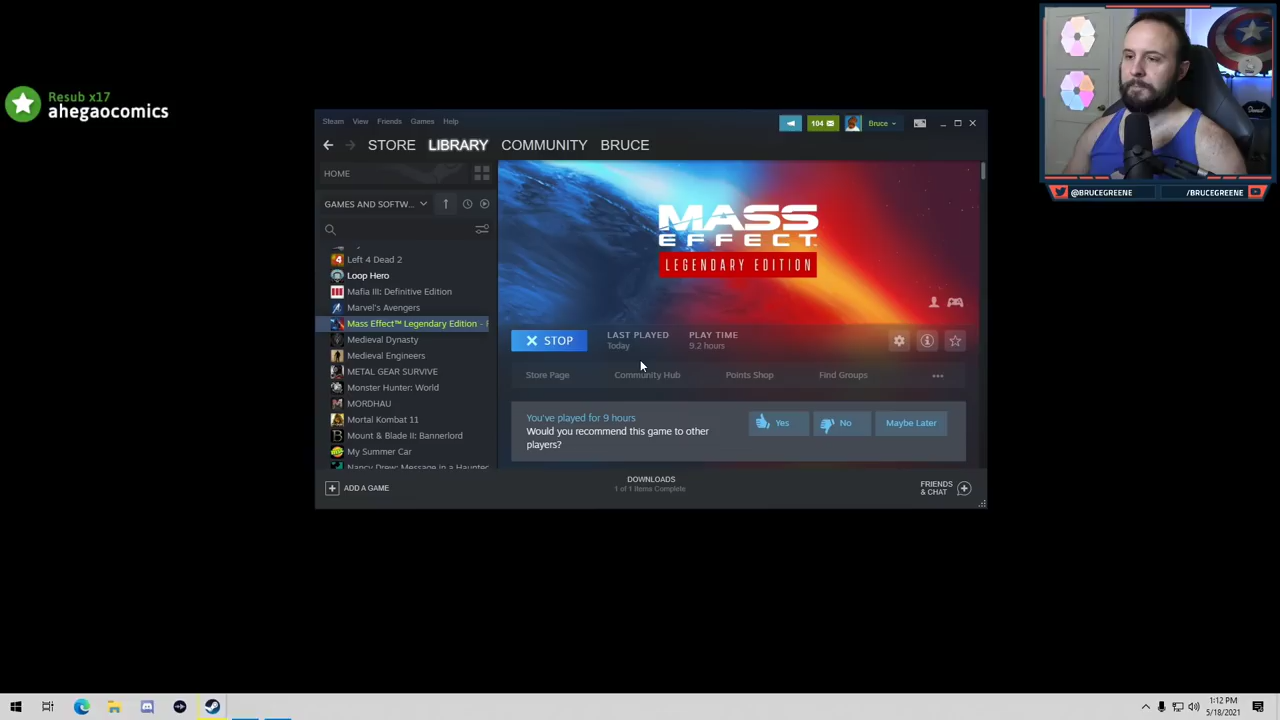 Resub x17
ahegaocomics
Steam View Friends Games Help
104
Bruce
STORE LIBRARY COMMUNITY BRUCE
HOME
GAMES AND SOFTW...
Left 4 Dead 2
Loop Hero
Mafia III: Definitive Edition
Marvel's Avengers
Mass Effect™ Legendary Edition -
Medieval Dynasty
Medieval Engineers
METAL GEAR SURVIVE
Monster Hunter: World
MORDHAU
Mortal Kombat 11
Mount & Blade II: Bannerlord
My Summer Car
Nancy Drew: Message in a Haunted
ADD A GAME
MASS
EFFECT
LEGENDARY EDITION
STOP
LAST PLAYED
Today
PLAY TIME
9.2 hours
Store Page Community Hub Points Shop Find Groups
You've played for 9 hours
Would you recommend this game to other
players?
Yes No Maybe Later
DOWNLOADS
1 of 1 Items Complete
FRIENDS
& CHAT
@BRUCEGREENE /BRUCEGREENE
1:12 PM
5/18/2021